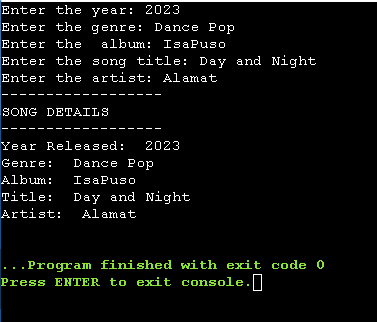 Enter the year: 2023
Enter the genre: Dance Pop
Enter the  album: IsaPuso
Enter the song title: Day and Night
Enter the artist: Alamat
------------------
SONG DETAILS
------------------
Year Released:  2023
Genre:  Dance Pop
Album:  IsaPuso
Title:  Day and Night
Artist:  Alamat
...Program finished with exit code 0
Press ENTER to exit console.